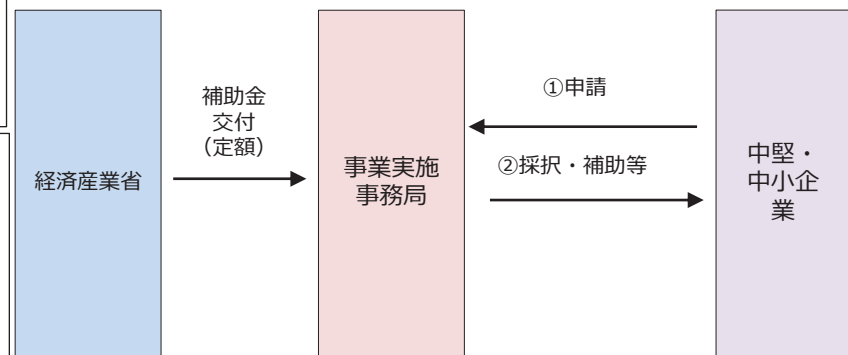 経済産業省
補助金
交付
（定額）
事業実施
事務局
①申請
②採択・補助等
中堅・
中小企
業